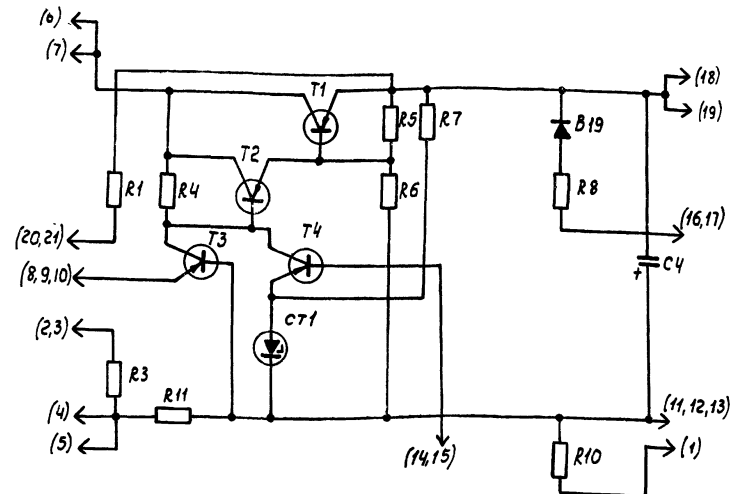 (6)
(7)
(18)
(19)
T1
R5
R7
B19
T2
R1
R4
R6
R8
(20,21)
T3
T4
(16,17)
(8,9,10)
C4
+
(2,3)
CT1
R3
R11
(4)
(5)
(11,12,13)
(14,15)
R10
(1)